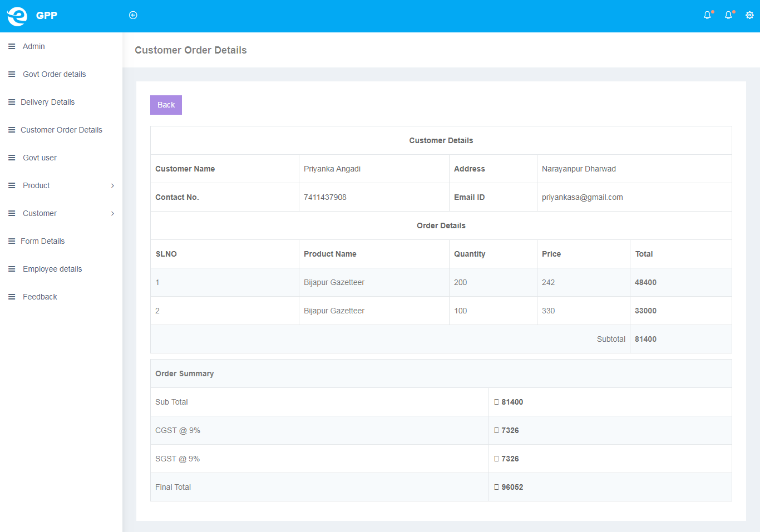 GPP
Admin
Govt Order details
Delivery Details
Customer Order Details
Govt user
Product
Customer
Form Details
Employee details
Feedback
Customer Order Details
Back
Customer Details
Customer Name Priyanka Angadi Address Narayanpur Dharwad
Contact No. 7411437908 Email ID priyankasa@gmail.com
Order Details
SLNO Product Name Quantity Price Total
1 Bijapur Gazetteer 200 242 48400
2 Bijapur Gazetteer 100 330 33000
Subtotal 81400
Order Summary
Sub Total 81400
CGST @ 9% 7326
SGST @ 9% 7326
Final Total 96052